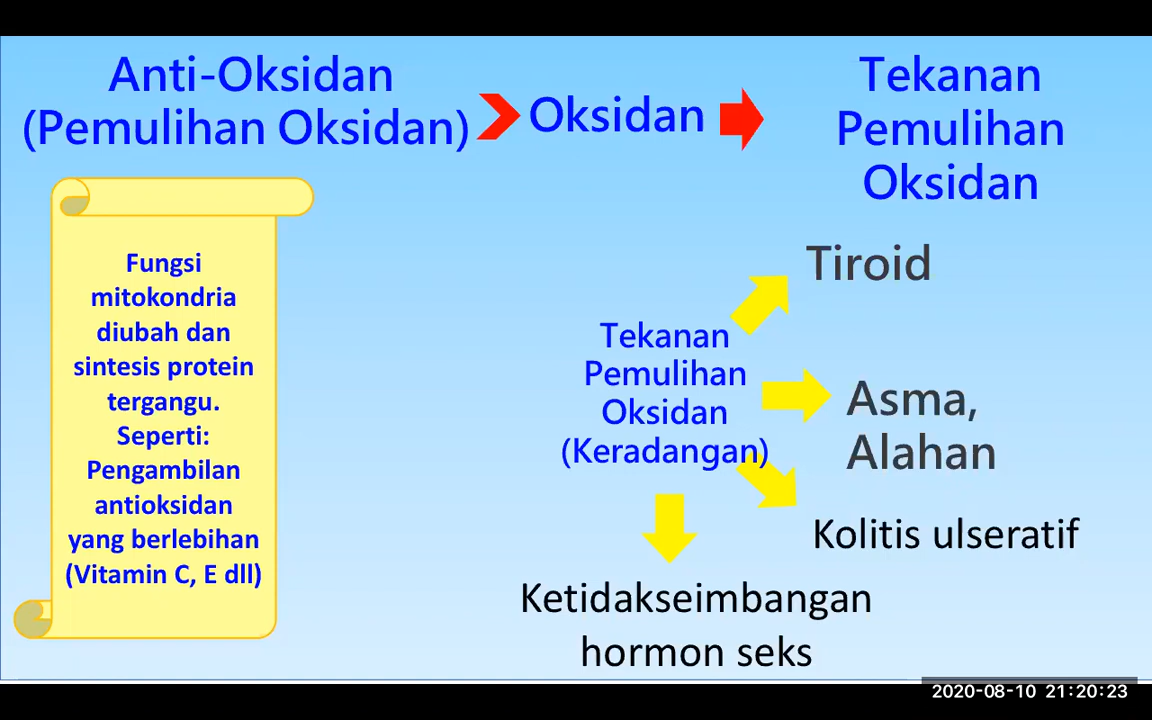 Anti-Oksidan
(Pemulihan Oksidan)
Oksidan
Tekanan
Pemulihan
Oksidan
Fungsi
mitokondria
diubah dan
sintesis protein
tergangu.
Seperti:
Pengambilan
antioksidan
yang berlebihan
(Vitamin C, E dll)
Tekanan
Pemulihan
Oksidan
(Keradangan)
Tiroid
Asma,
Alahan
Kolitis ulseratif
Ketidakseimbangan
hormon seks
2020-08-10 21:20:23